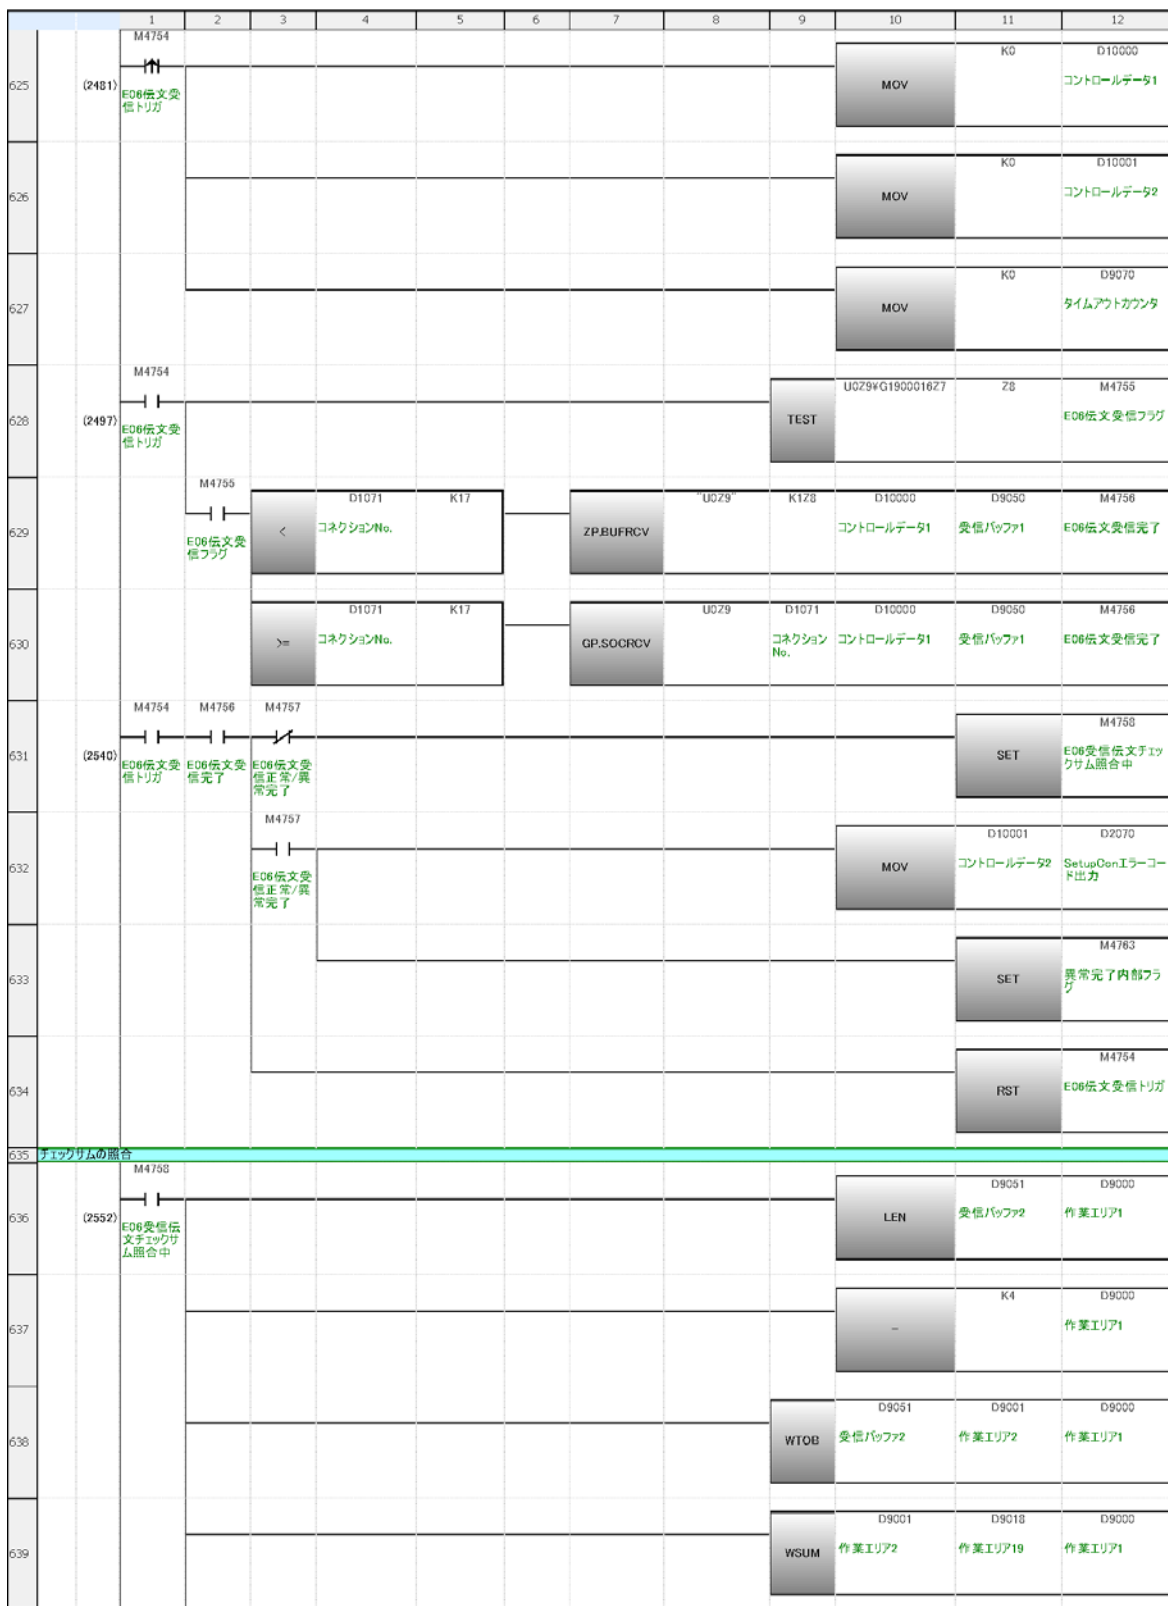 1 2 3 4 5 6 7 8 9 10 11 12
M4754
K0 D10000
625 (2481) MOV コントロールデータ1
E06伝文受
信トリガ
K0 D10001
626 MOV コントロールデータ2
K0 D9070
627 MOV タイムアウトカウンタ
M4754
U0Z9¥G1900016Z7 Z8 M4755
628 (2497) TEST E06伝文受信フラグ
E06伝文受
信トリガ
M4755
D1071 K17 "U0Z9" K1Z8 D10000 D9050 M4756
629 < コネクションNo. ZP.BUFRCV コントロールデータ1 受信バッファ1 E06伝文受信完了
E06伝文受
信フラグ
D1071 K17 U0Z9 D1071 D10000 D9050 M4756
630 >= コネクションNo. GP.SOCRCV コネクション コントロールデータ1 受信バッファ1 E06伝文受信完了
No.
M4754 M4756 M4757
M4758
631 (2540) SET E06受信伝文チェッ
クサム照合中
E06伝文受 E06伝文受 E06伝文受
信トリガ 信完了 信正常/異
常完了
M4757
D10001 D2070
632 MOV コントロールデータ2 SetupConエラーコー
ド出力
E06伝文受
信正常/異
常完了
M4763
633 SET 異常完了内部フラ
グ
M4754
634 RST E06伝文受信トリガ
635 チェックサムの照合
M4758
D9051 D9000
636 (2552) LEN 受信バッファ2 作業エリア1
E06受信伝
文チェックサ
ム照合中
K4 D9000
637 - 作業エリア1
D9051 D9001 D9000
638 WTOB 受信バッファ2 作業エリア2 作業エリア1
D9001 D9018 D9000
639 WSUM 作業エリア2 作業エリア19 作業エリア1